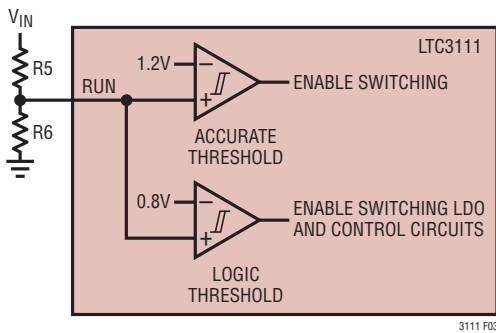 VIN
LTC3111
R5
1.2V
ENABLE SWITCHING
RUN
R6
ACCURATE
THRESHOLD
0.8V
ENABLE SWITCHING LDO
AND CONTROL CIRCUITS
LOGIC
THRESHOLD
3111 F03